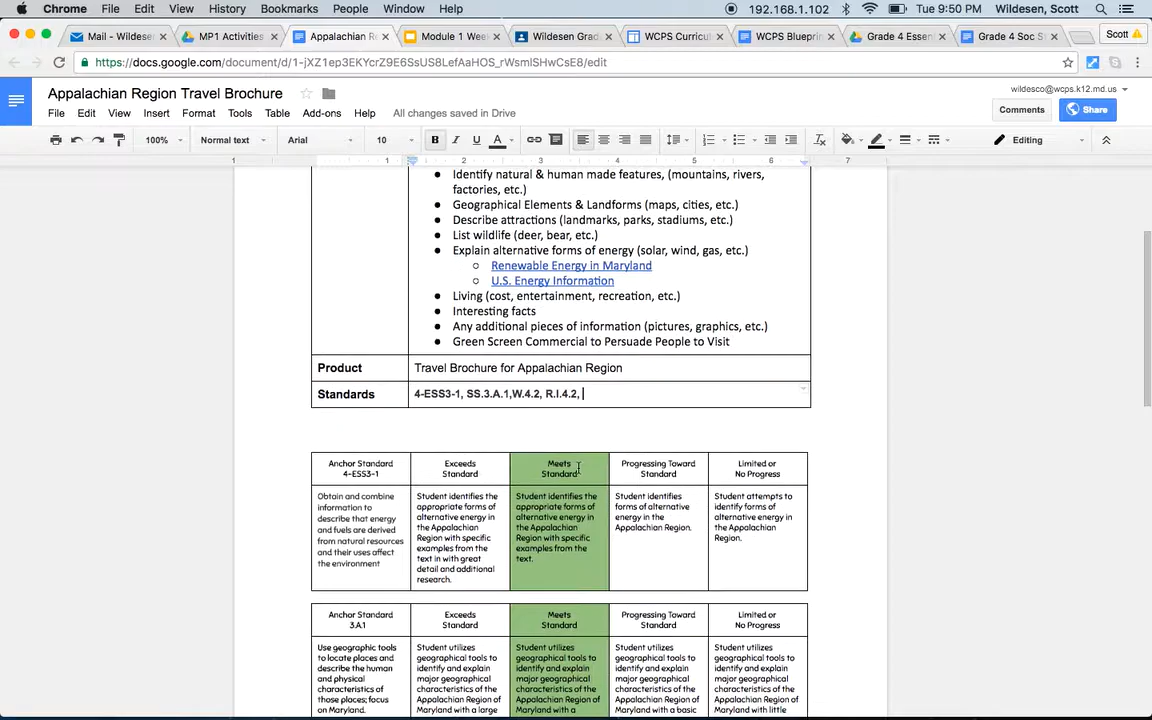 Chrome File Edit View History Bookmarks People Window Help 192.168.1.102 Tue 9:50 PM Wildesen, Scott
Mail - Wildesen MP1 Activities Appalachian Re Module 1 Week Wildesen Grad WCPS Curricu WCPS Blueprin Grade 4 Essen Grade 4 Soc St Scott
https://docs.google.com/document/d/1-jXZ1ep3EKYcrZ9E6SsUS8LefAaHOS_rWsmlSHwCsE8/edit
Appalachian Region Travel Brochure wildesco@wcps.k12.md.us
File Edit View Insert Format Tools Table Add-ons Help All changes saved in Drive Comments Share
100% Normal text Arial 10 B I U A Editing
1 1 2 3 4 5 6 7
Identify natural & human made features, (mountains, rivers,
factories, etc.)
Geographical Elements & Landforms (maps, cities, etc.)
Describe attractions (landmarks, parks, stadiums, etc.)
List wildlife (deer, bear, etc.)
Explain alternative forms of energy (solar, wind, gas, etc.)
Renewable Energy in Maryland
U.S. Energy Information
Living (cost, entertainment, recreation, etc.)
Interesting facts
Any additional pieces of information (pictures, graphics, etc.)
Green Screen Commercial to Persuade People to Visit
Product Travel Brochure for Appalachian Region
Standards 4-ESS3-1, SS.3.A.1,W.4.2, R.I.4.2,
Anchor Standard
4-ESS3-1
Exceeds
Standard
Meets
Standard
Progressing Toward
Standard
Limited or
No Progress
Obtain and combine
information to
describe that energy
and fuels are derived
from natural resources
and their uses affect
the environment
Student identifies the
appropriate forms of
alternative energy in
the Appalachian
Region with specific
examples from the
text in with great
detail and additional
research.
Student identifies the
appropriate forms of
alternative energy in
the Appalachian
Region with specific
examples from the
text.
Student identifies
forms of alternative
energy in the
Appalachian Region.
Student attempts to
identify forms of
alternative energy in
the Appalachian
Region.
Anchor Standard
3.A.1
Exceeds
Standard
Meets
Standard
Progressing Toward
Standard
Limited or
No Progress
Use geographic tools
to locate places and
describe the human
and physical
characteristics of
those places; focus
on Maryland.
Student utilizes
geographical tools to
identify and explain
major geographical
characteristics of the
Appalachian Region of
Maryland with a large
Student utilizes
geographical tools to
identify and explain
major geographical
characteristics of the
Appalachian Region of
Maryland with a
Student utilizes
geographical tools to
identify and explain
major geographical
characteristics of the
Appalachian Region of
Maryland with a basic
Student utilizes
geographical tools to
identify and explain
major geographical
characteristics of the
Appalachian Region of
Maryland with little